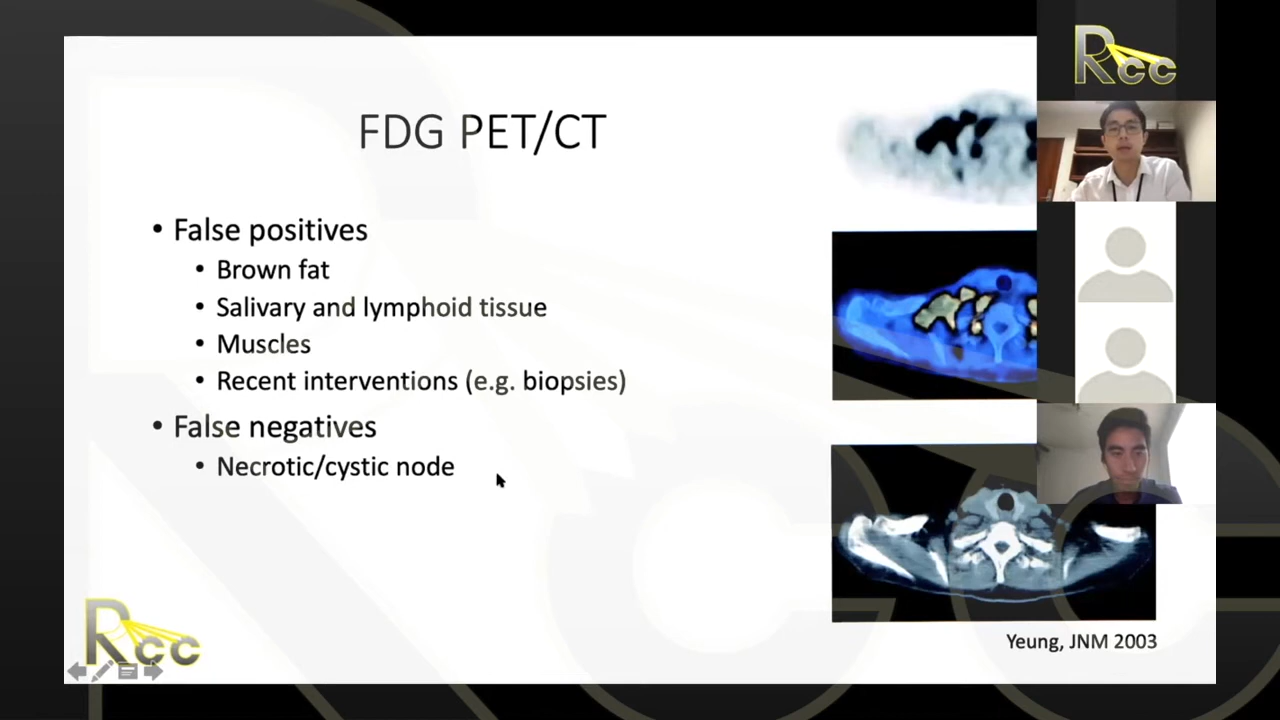 Rcc
FDG PET/CT
• False positives
• Brown fat
• Salivary and lymphoid tissue
• Muscles
• Recent interventions (e.g. biopsies)
• False negatives
• Necrotic/cystic node
Yeung, JNM 2003
Rcc